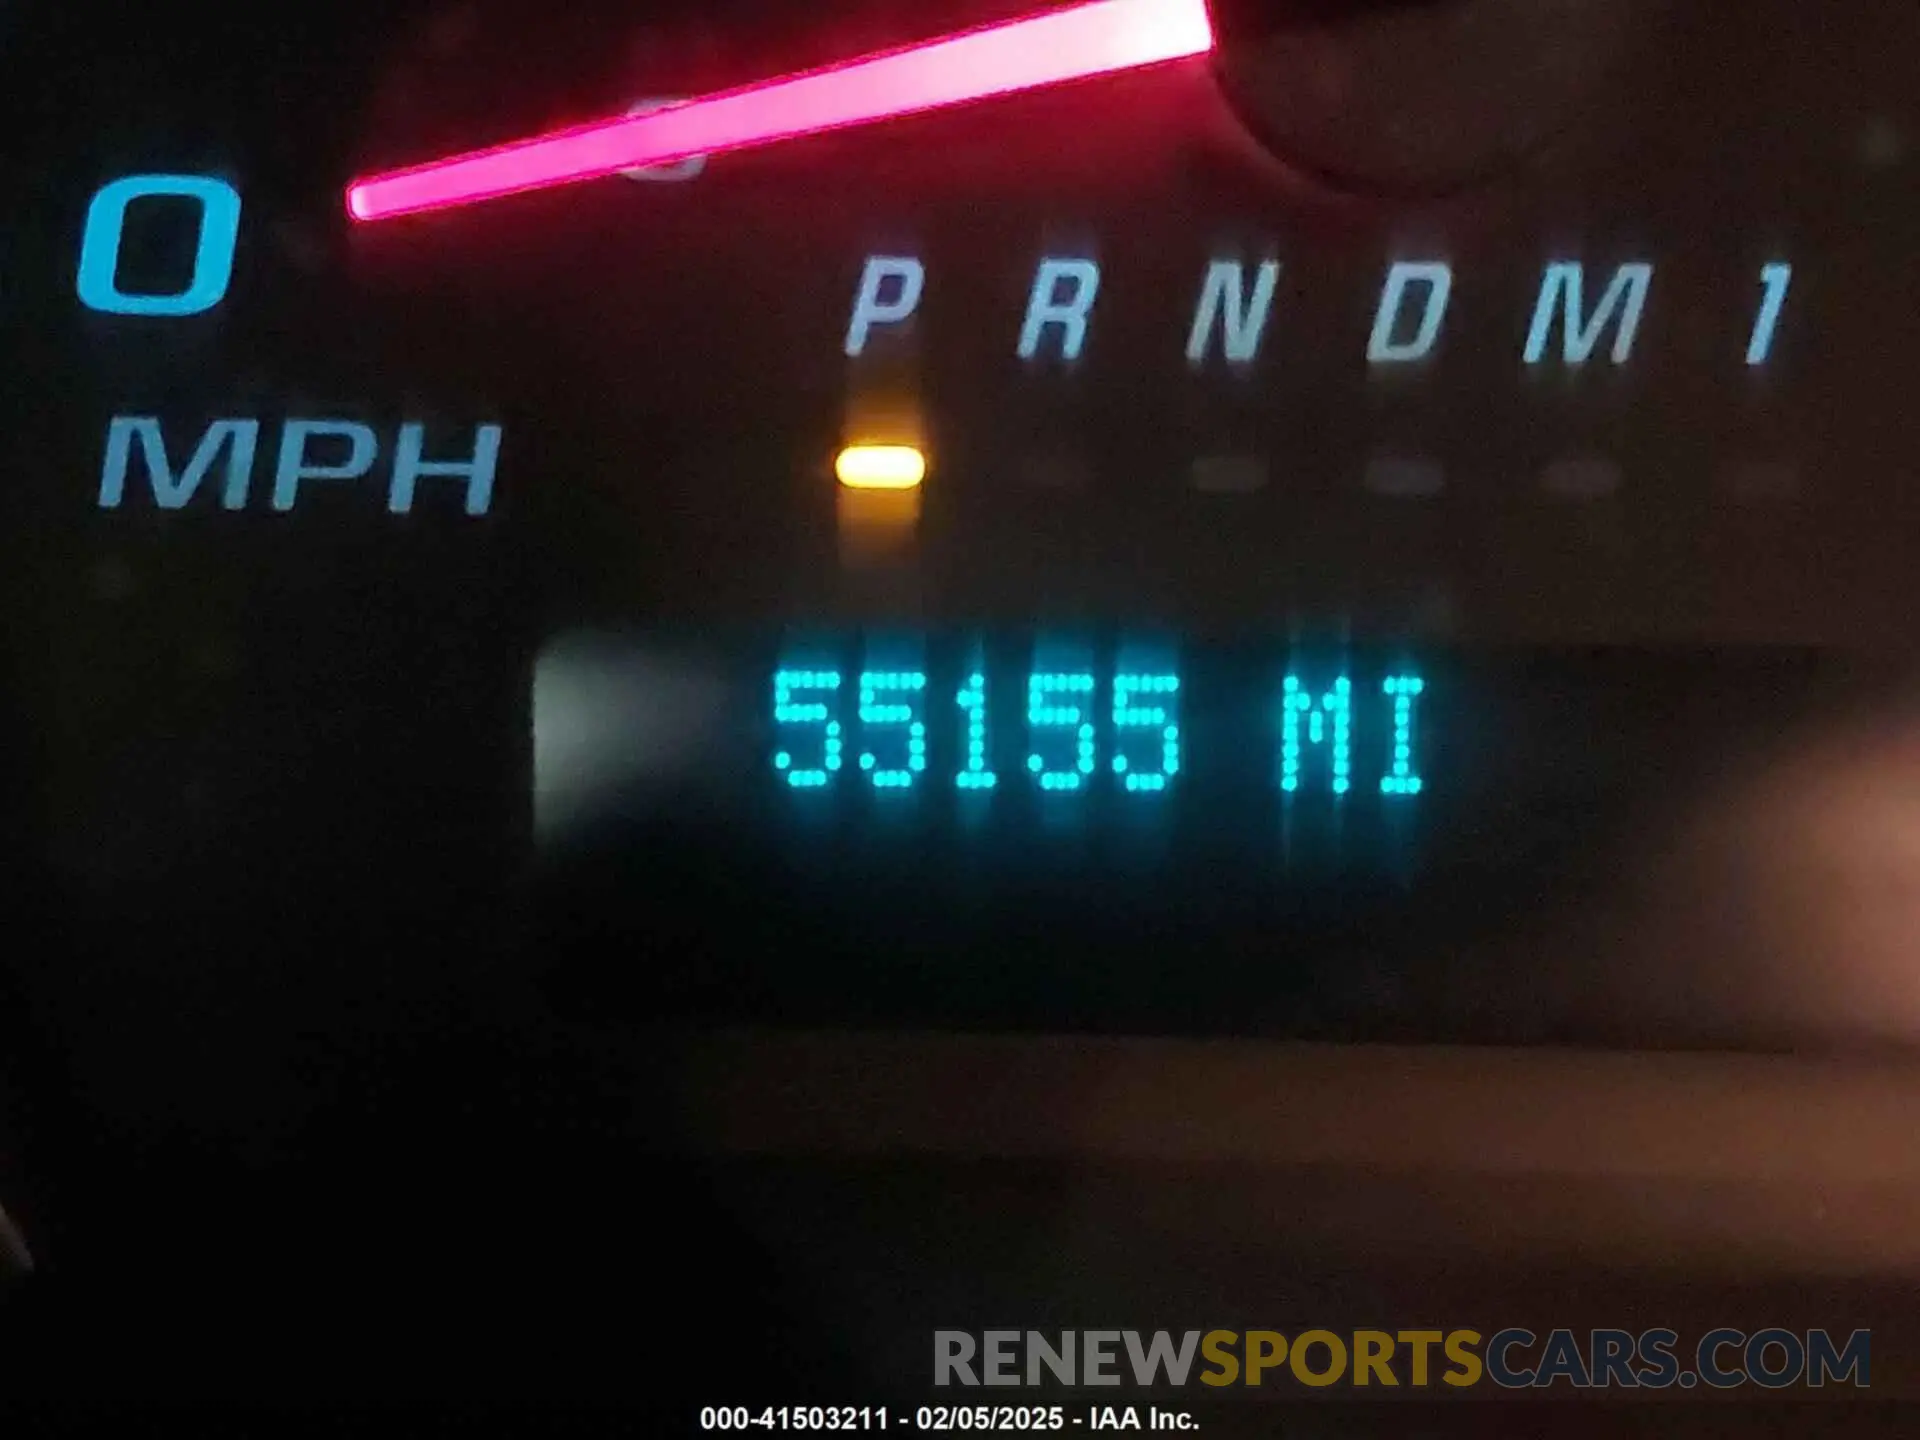 0
MPH
P R N D M 1
55155 MI
RENEWSPORTSCARS.COM
000-41503211 - 02/05/2025 - IAA Inc.